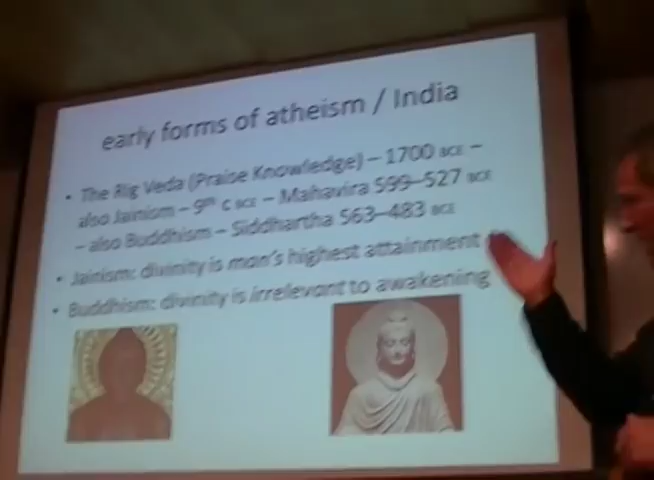 early forms of atheism / India
• The Rig Veda (Praise Knowledge) – 1700 BCE –
also Jainism – 9th c BCE – Mahavira 599–527 BCE
– also Buddhism – Siddhartha 563–483 BCE
• Jainism: divinity is man's highest attainment
• Buddhism: divinity is irrelevant to awakening